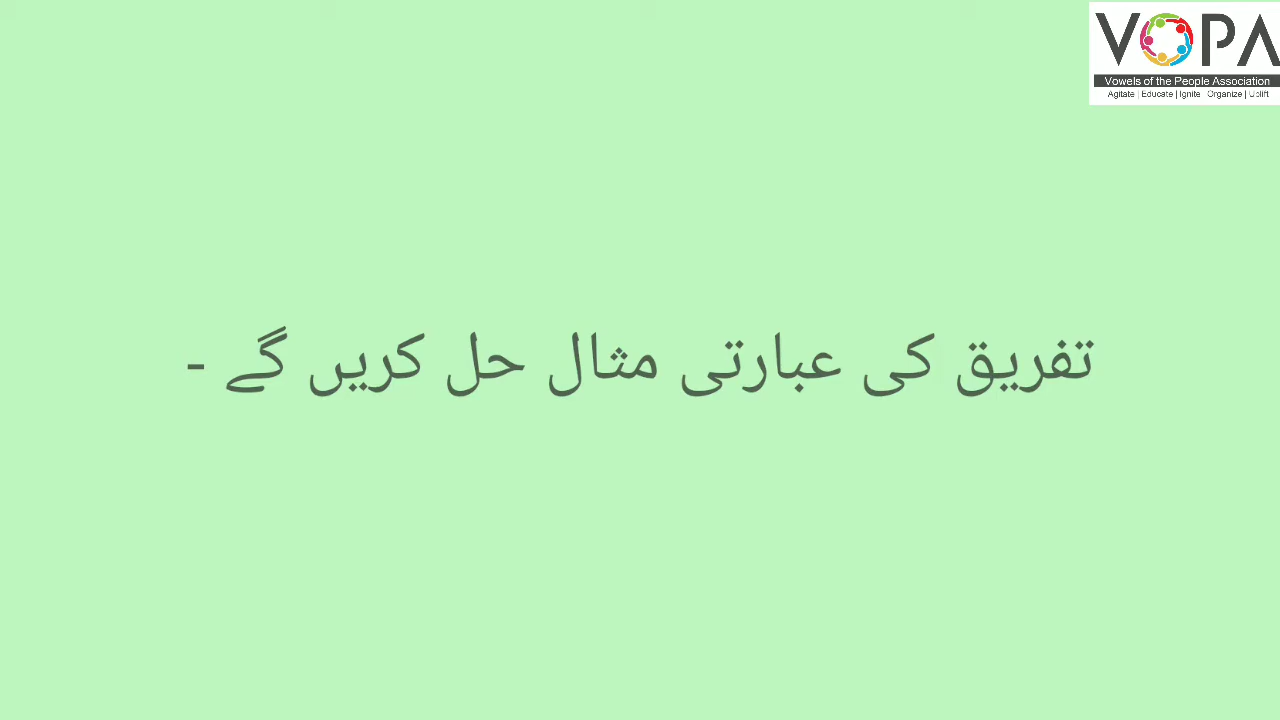 VOPA
Vowels of the People Association
Agitate | Educate | Ignite | Organize | Uplift
تفریق کی عبارتی مثال حل کریں گے -